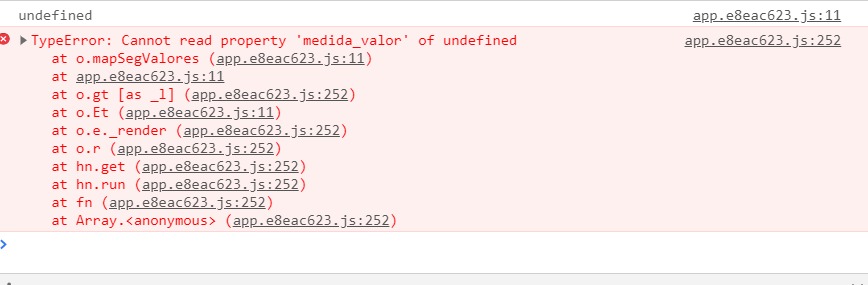 undefined app.e8eac623.js:11
TypeError: Cannot read property 'medida_valor' of undefined app.e8eac623.js:252
at o.mapSegValores (app.e8eac623.js:11)
at app.e8eac623.js:11
at o.gt [as _l] (app.e8eac623.js:252)
at o.Et (app.e8eac623.js:11)
at o.e._render (app.e8eac623.js:252)
at o.r (app.e8eac623.js:252)
at hn.get (app.e8eac623.js:252)
at hn.run (app.e8eac623.js:252)
at fn (app.e8eac623.js:252)
at Array.<anonymous> (app.e8eac623.js:252)